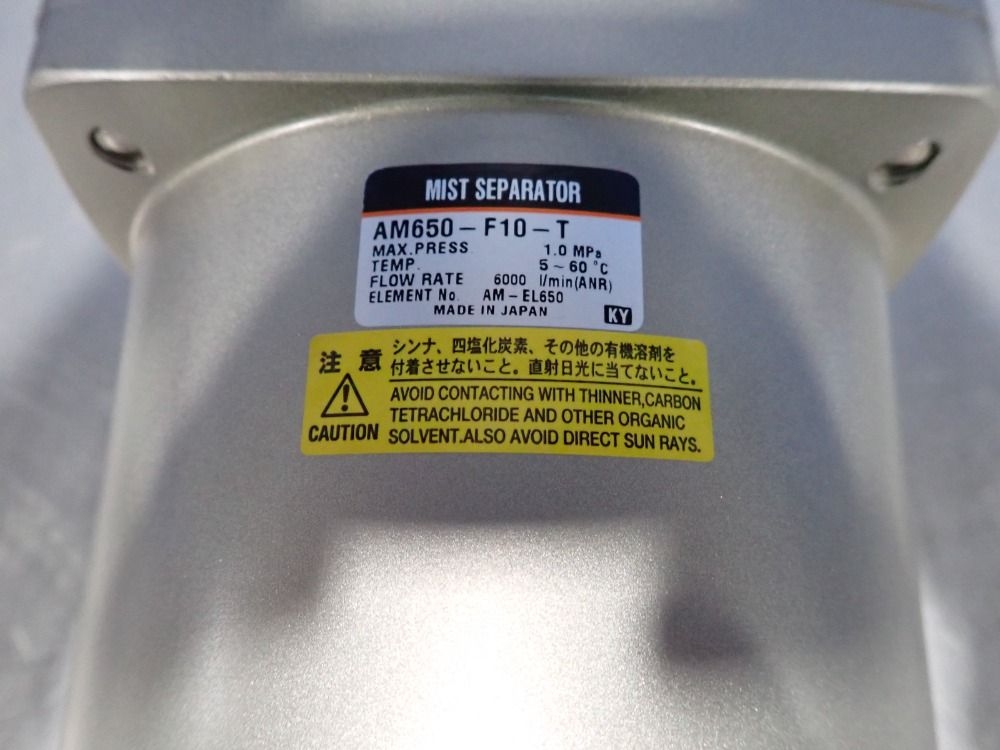 MIST SEPARATOR
AM650-F10-T
MAX.PRESS. 1.0 MPa
TEMP. 5~60 °C
FLOW RATE 6000 l/min(ANR)
ELEMENT No. AM-EL650
MADE IN JAPAN KY
注意
シンナ、四塩化炭素、その他の有機溶剤を
付着させないこと。直射日光に当てないこと。
CAUTION
AVOID CONTACTING WITH THINNER,CARBON
TETRACHLORIDE AND OTHER ORGANIC
SOLVENT.ALSO AVOID DIRECT SUN RAYS.